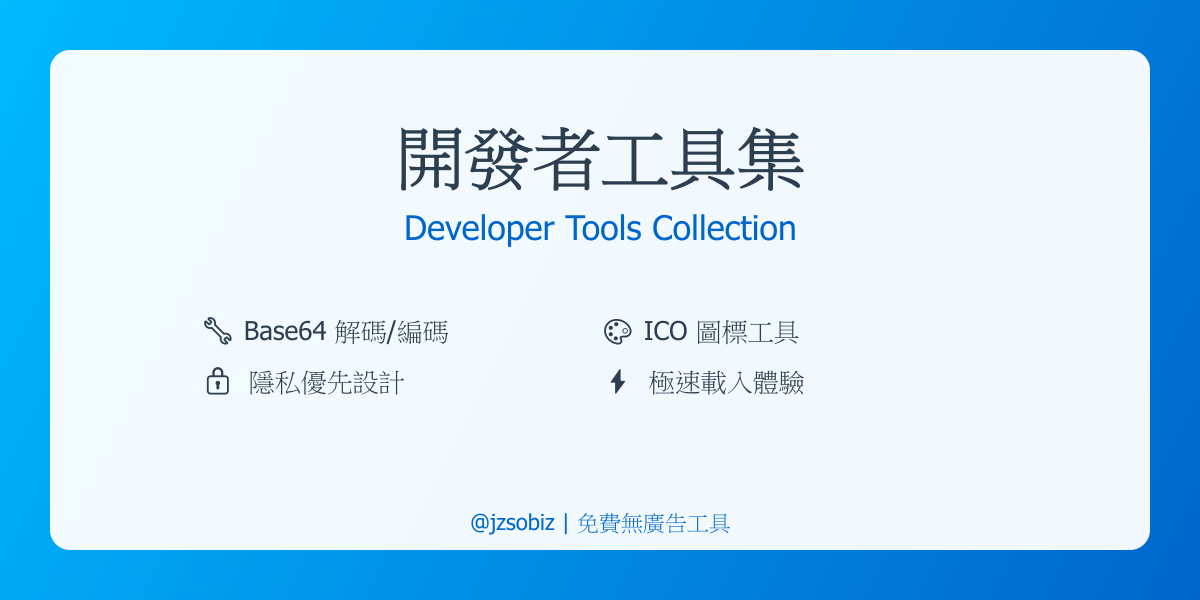 開發者工具集
Developer Tools Collection
Base64 解碼/編碼
ICO 圖標工具
隱私優先設計
極速載入體驗
@jzsobiz | 免費無廣告工具